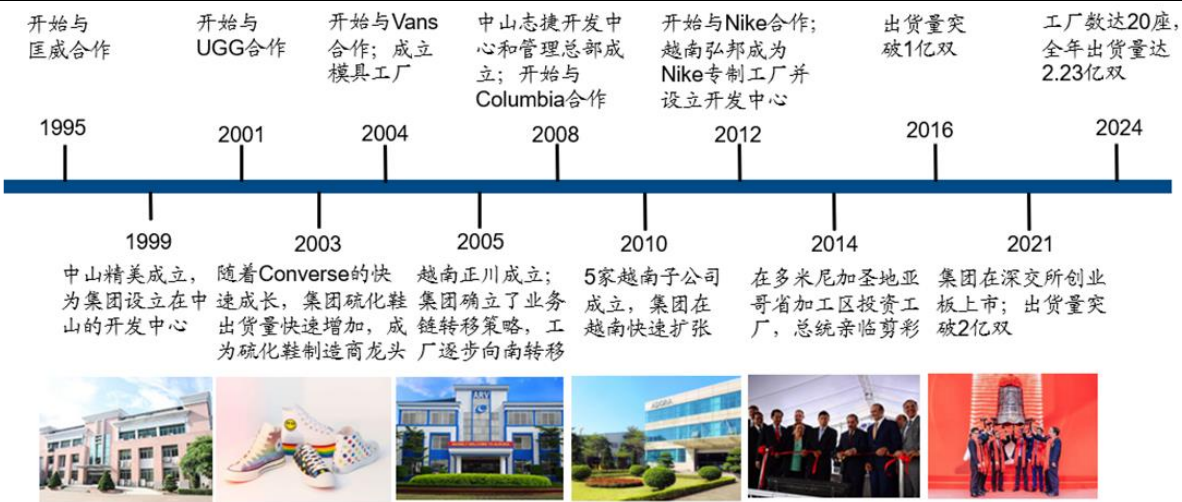 开始与
匡威合作
1995
开始与
UGG合作
2001
开始与Vans
合作；成立
模具工厂
2004
中山志捷开发中
心和管理总部成
立；开始与
Columbia合作
2008
开始与Nike合作；
越南弘邦成为
Nike专制工厂并
设立开发中心
2012
出货量突
破1亿双
2016
工厂数达20座，
全年出货量达
2.23亿双
2024
1999
中山精美成立，
为集团设立在中
山的开发中心
2003
随着Converse的快
速成长，集团硫化鞋
出货量快速增加，成
为硫化鞋制造商龙头
2005
越南正川成立；
集团确立了业务
链转移策略，工
厂逐步向南转移
2010
5家越南子公司
成立，集团在
越南快速扩张
2014
在多米尼加圣地亚
哥省加工区投资工
厂，总统亲临剪彩
2021
集团在深交所创业
板上市；出货量突
破2亿双